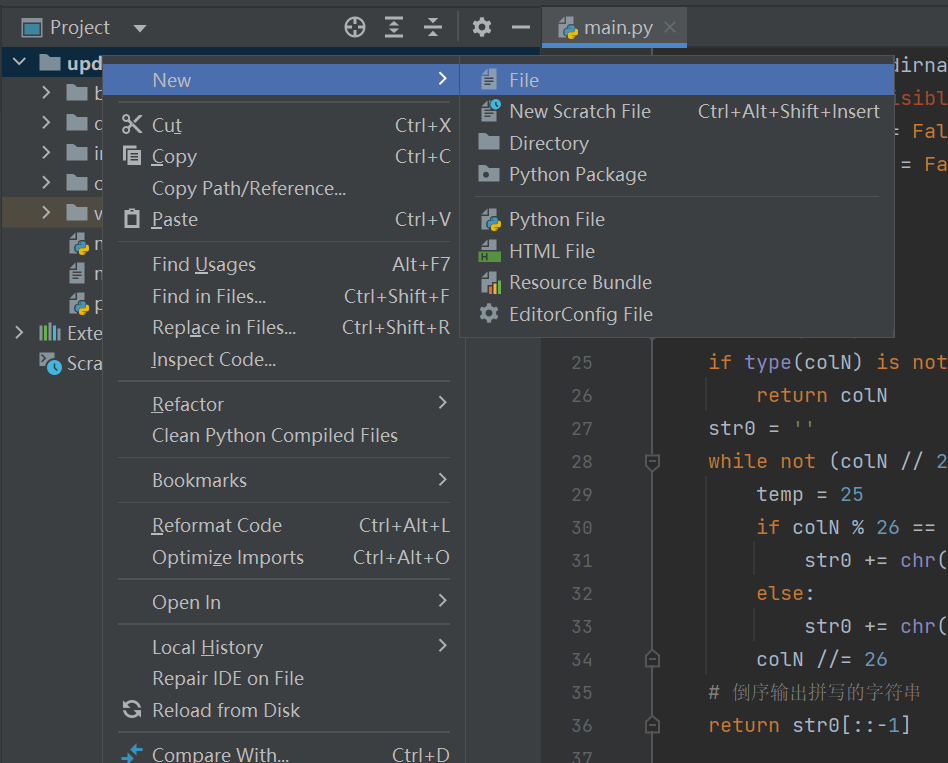 Project
main.py
upd
New
Cut Ctrl+X
Copy Ctrl+C
Copy Path/Reference...
Paste Ctrl+V
Find Usages Alt+F7
Find in Files... Ctrl+Shift+F
Replace in Files... Ctrl+Shift+R
Inspect Code...
Refactor
Clean Python Compiled Files
Bookmarks
Reformat Code Ctrl+Alt+L
Optimize Imports Ctrl+Alt+O
Open In
Local History
Repair IDE on File
Reload from Disk
Compare With... Ctrl+D
Exte
Scra
File
New Scratch File Ctrl+Alt+Shift+Insert
Directory
Python Package
Python File
HTML File
Resource Bundle
EditorConfig File
dirna
isibl
= Fal
= Fa
25 if type(colN) is not
26 return colN
27 str0 = ''
28 while not (colN // 2
29 temp = 25
30 if colN % 26 ==
31 str0 += chr(
32 else:
33 str0 += chr(
34 colN //= 26
35 # 倒序输出拼写的字符串
36 return str0[::-1]
37